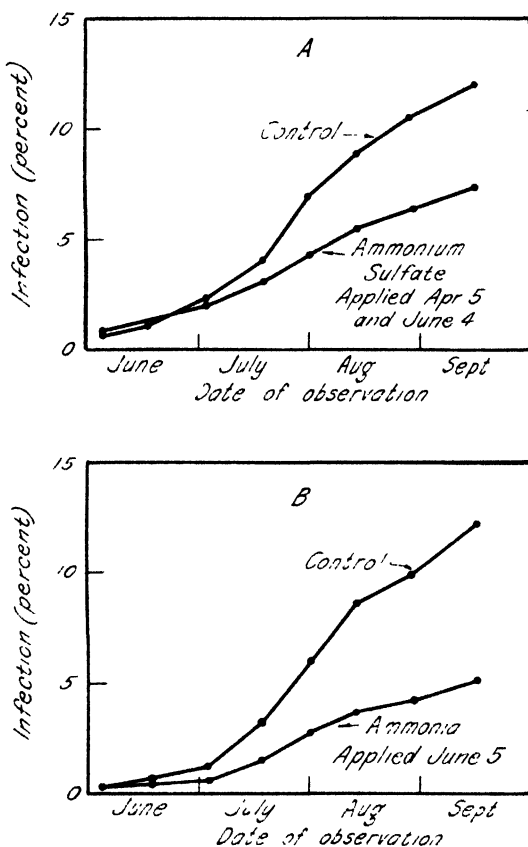 15
A
Control
10
Infection (percent)
5
Ammonium
Sulfate
Applied Apr 5
and June 4
0
June July Aug Sept
Date of observation
15
B
Control
10
Infection (percent)
5
Ammonia
Applied June 5
0
June July Aug Sept
Date of observation